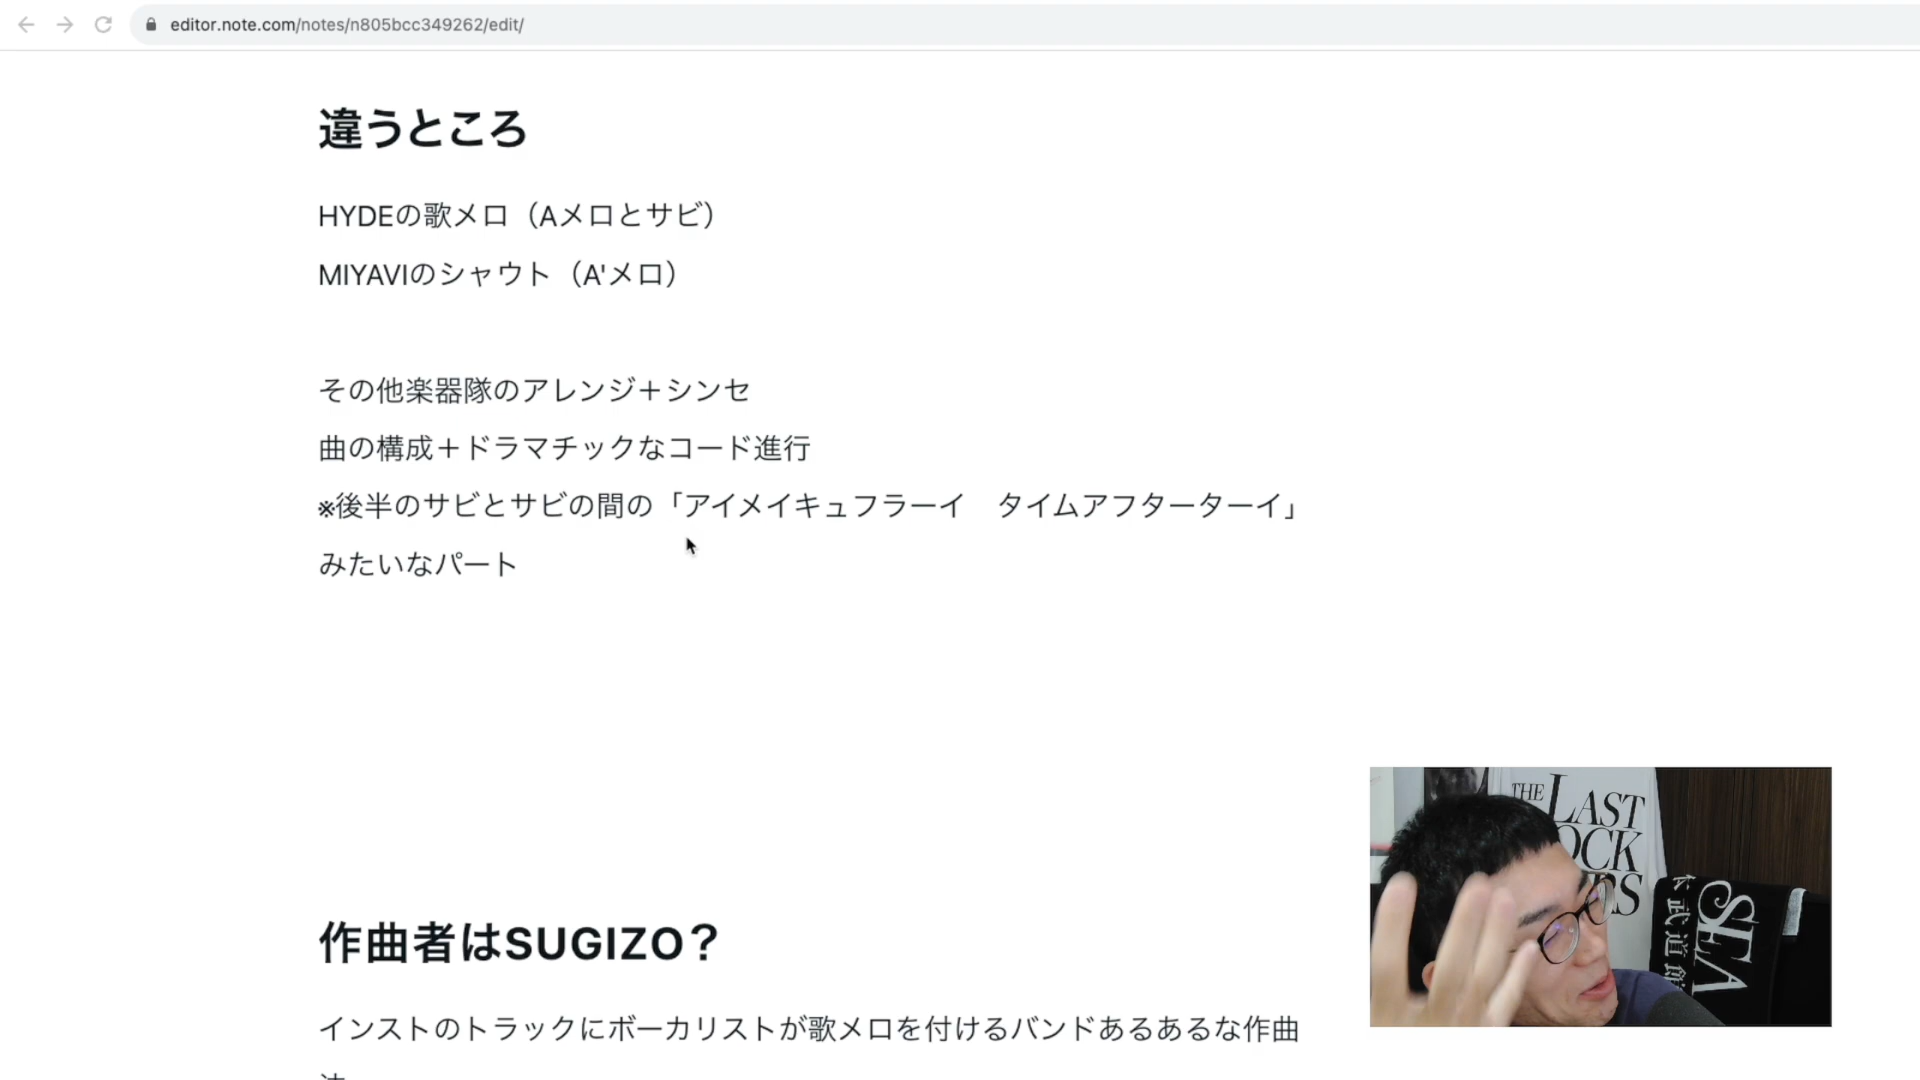 editor.note.com/notes/n805bcc349262/edit/
違うところ
HYDEの歌メロ（Aメロとサビ）
MIYAVIのシャウト（A'メロ）
その他楽器隊のアレンジ＋シンセ
曲の構成＋ドラマチックなコード進行
※後半のサビとサビの間の「アイメイキュフラーイ　タイムアフターターイ」
みたいなパート
作曲者はSUGIZO？
インストのトラックにボーカリストが歌メロを付けるバンドあるあるな作曲
THE LAST
武道館